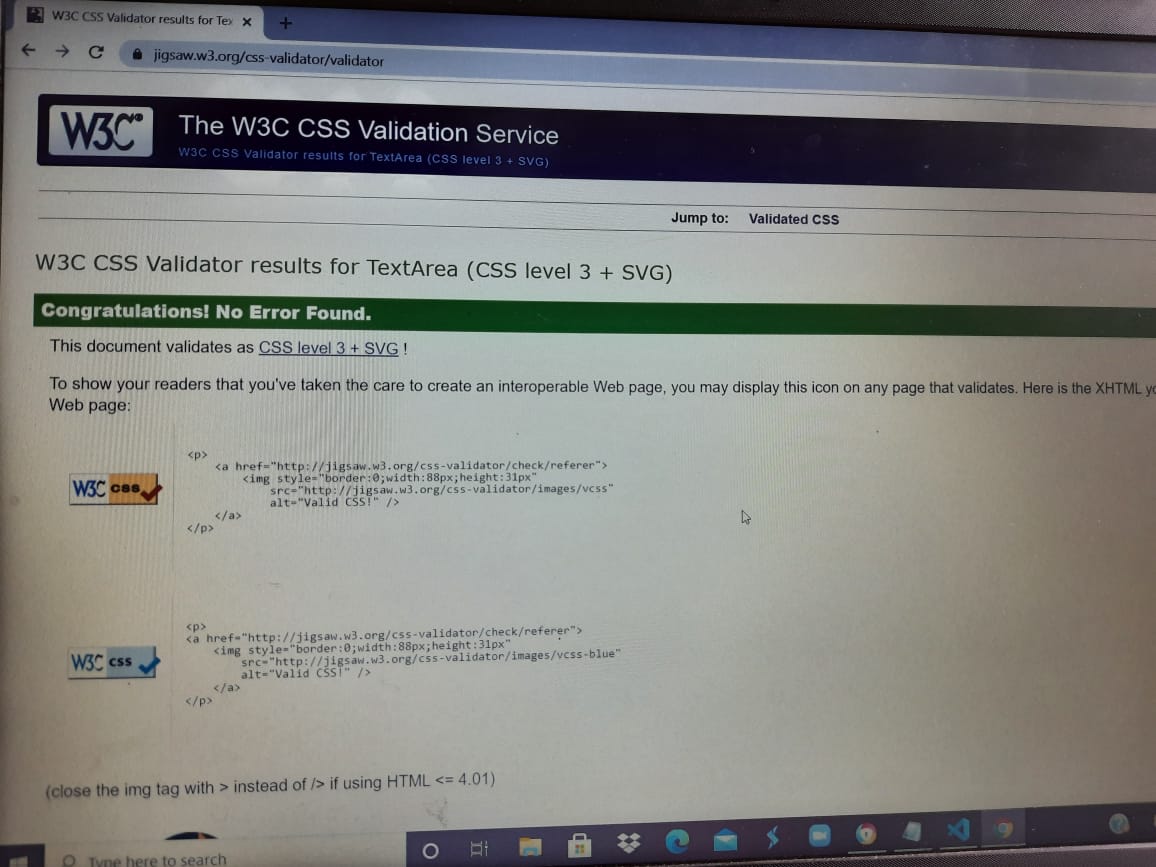 W3C CSS Validator results for Tex
jigsaw.w3.org/css-validator/validator
W3C®
The W3C CSS Validation Service
W3C CSS Validator results for TextArea (CSS level 3 + SVG)
Jump to: Validated CSS
W3C CSS Validator results for TextArea (CSS level 3 + SVG)
Congratulations! No Error Found.
This document validates as CSS level 3 + SVG !
To show your readers that you've taken the care to create an interoperable Web page, you may display this icon on any page that validates. Here is the XHTML
Web page:
<p>
<a href="http://jigsaw.w3.org/css-validator/check/referer">
<img style="border:0;width:88px;height:31px"
src="http://jigsaw.w3.org/css-validator/images/vcss"
alt="Valid CSS!" />
</a>
</p>
W3C css
<p>
<a href="http://jigsaw.w3.org/css-validator/check/referer">
<img style="border:0;width:88px;height:31px"
src="http://jigsaw.w3.org/css-validator/images/vcss-blue"
alt="Valid CSS!" />
</a>
</p>
W3C css
(close the img tag with > instead of /> if using HTML <= 4.01)
Type here to search